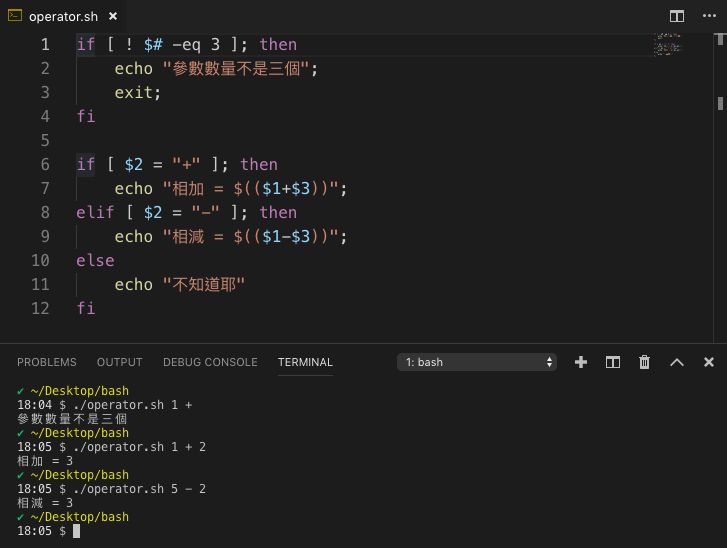 operator.sh ×
1 if [ ! $# -eq 3 ]; then
2 echo "參數數量不是三個";
3 exit;
4 fi
5
6 if [ $2 = "+" ]; then
7 echo "相加 = $(($1+$3))";
8 elif [ $2 = "-" ]; then
9 echo "相減 = $(($1-$3))";
10 else
11 echo "不知道耶"
12 fi
PROBLEMS OUTPUT DEBUG CONSOLE TERMINAL 1: bash
✔ ~/Desktop/bash
18:04 $ ./operator.sh 1 +
參數數量不是三個
✔ ~/Desktop/bash
18:05 $ ./operator.sh 1 + 2
相加 = 3
✔ ~/Desktop/bash
18:05 $ ./operator.sh 5 - 2
相減 = 3
✔ ~/Desktop/bash
18:05 $